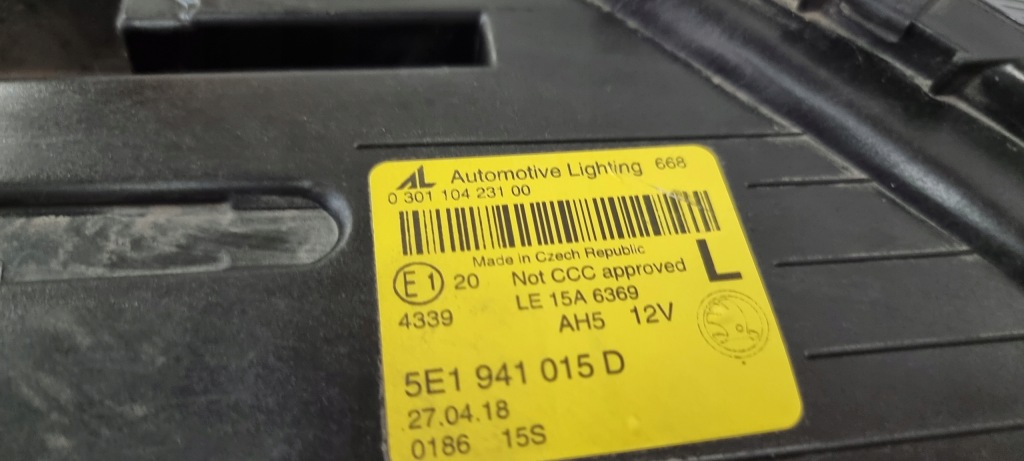 AL Automotive Lighting 668
0 301 104 231 00
Made in Czech Republic
L
E1 20 Not CCC approved
LE 15A 6369
4339 AH5 12V
5E1 941 015 D
27.04.18
0186 15S